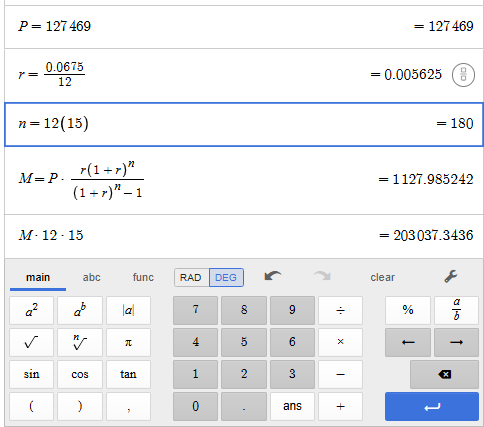 P = 127469 = 127469
r = 0.0675/12 = 0.005625
n = 12(15) = 180
M = P · r(1 + r)^n/((1 + r)^n − 1) = 1127.985242
M · 12 · 15 = 203037.3436
main abc func RAD DEG clear
a² aᵇ |a| 7 8 9 ÷ % a/b
√ ⁿ√ π 4 5 6 × ← →
sin cos tan 1 2 3 −
( ) , 0 . ans +